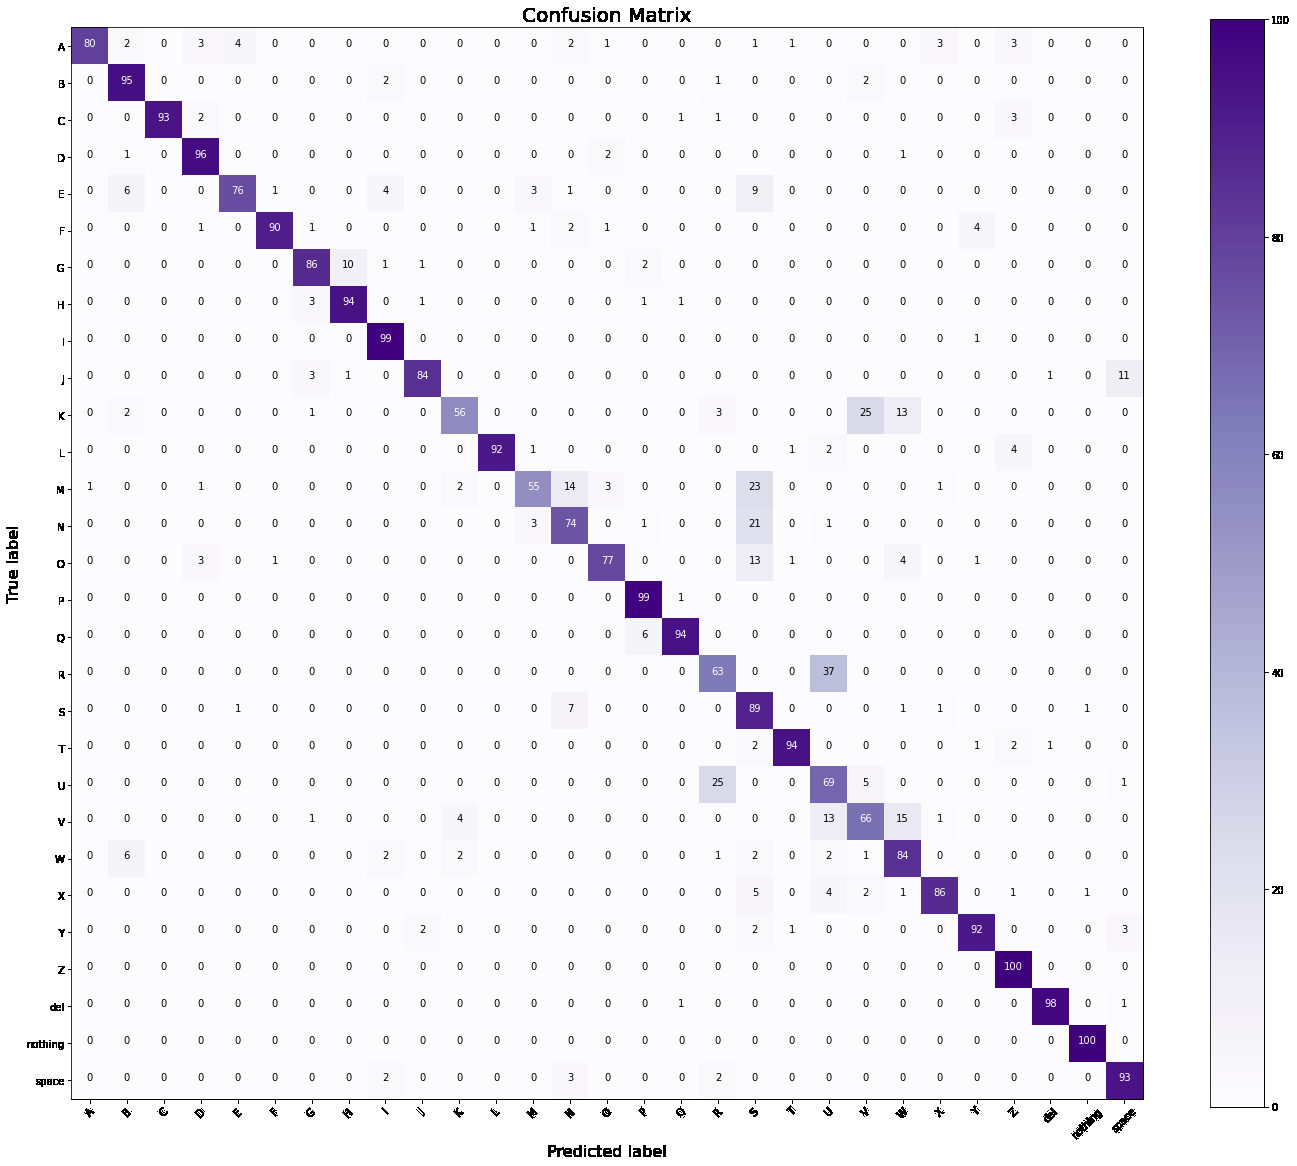 Confusion Matrix
A 80 2 0 3 4 0 0 0 0 0 0 0 0 2 1 0 0 0 1 1 0 0 0 3 0 3 0 0 0
B 0 95 0 0 0 0 0 0 2 0 0 0 0 0 0 0 0 1 0 0 0 2 0 0 0 0 0 0 0
C 0 0 93 2 0 0 0 0 0 0 0 0 0 0 0 0 1 1 0 0 0 0 0 0 0 3 0 0 0
D 0 1 0 96 0 0 0 0 0 0 0 0 0 0 2 0 0 0 0 0 0 0 1 0 0 0 0 0 0
E 0 6 0 0 76 1 0 0 4 0 0 0 3 1 0 0 0 0 9 0 0 0 0 0 0 0 0 0 0
F 0 0 0 1 0 90 1 0 0 0 0 0 1 2 1 0 0 0 0 0 0 0 0 0 4 0 0 0 0
G 0 0 0 0 0 0 86 10 1 1 0 0 0 0 0 2 0 0 0 0 0 0 0 0 0 0 0 0 0
H 0 0 0 0 0 0 3 94 0 1 0 0 0 0 0 1 1 0 0 0 0 0 0 0 0 0 0 0 0
I 0 0 0 0 0 0 0 0 99 0 0 0 0 0 0 0 0 0 0 0 0 0 0 0 1 0 0 0 0
J 0 0 0 0 0 0 3 1 0 84 0 0 0 0 0 0 0 0 0 0 0 0 0 0 0 0 1 0 11
K 0 2 0 0 0 0 1 0 0 0 56 0 0 0 0 0 0 3 0 0 0 25 13 0 0 0 0 0 0
L 0 0 0 0 0 0 0 0 0 0 0 92 1 0 0 0 0 0 0 1 2 0 0 0 0 4 0 0 0
M 1 0 0 1 0 0 0 0 0 0 2 0 55 14 3 0 0 0 23 0 0 0 0 1 0 0 0 0 0
N 0 0 0 0 0 0 0 0 0 0 0 0 3 74 0 1 0 0 21 0 1 0 0 0 0 0 0 0 0
O 0 0 0 3 0 1 0 0 0 0 0 0 0 0 77 0 0 0 13 1 0 0 4 0 1 0 0 0 0
P 0 0 0 0 0 0 0 0 0 0 0 0 0 0 0 99 1 0 0 0 0 0 0 0 0 0 0 0 0
Q 0 0 0 0 0 0 0 0 0 0 0 0 0 0 0 6 94 0 0 0 0 0 0 0 0 0 0 0 0
R 0 0 0 0 0 0 0 0 0 0 0 0 0 0 0 0 0 63 0 0 37 0 0 0 0 0 0 0 0
S 0 0 0 0 1 0 0 0 0 0 0 0 0 7 0 0 0 0 89 0 0 0 1 1 0 0 0 1 0
T 0 0 0 0 0 0 0 0 0 0 0 0 0 0 0 0 0 0 2 94 0 0 0 0 1 2 1 0 0
U 0 0 0 0 0 0 0 0 0 0 0 0 0 0 0 0 0 25 0 0 69 5 0 0 0 0 0 0 1
V 0 0 0 0 0 0 1 0 0 0 4 0 0 0 0 0 0 0 0 0 13 66 15 1 0 0 0 0 0
W 0 6 0 0 0 0 0 0 2 0 2 0 0 0 0 0 0 1 2 0 2 1 84 0 0 0 0 0 0
X 0 0 0 0 0 0 0 0 0 0 0 0 0 0 0 0 0 0 5 0 4 2 1 86 0 1 0 1 0
Y 0 0 0 0 0 0 0 0 0 2 0 0 0 0 0 0 0 0 2 1 0 0 0 0 92 0 0 0 3
Z 0 0 0 0 0 0 0 0 0 0 0 0 0 0 0 0 0 0 0 0 0 0 0 0 0 100 0 0 0
del 0 0 0 0 0 0 0 0 0 0 0 0 0 0 0 0 1 0 0 0 0 0 0 0 0 0 98 0 1
nothing 0 0 0 0 0 0 0 0 0 0 0 0 0 0 0 0 0 0 0 0 0 0 0 0 0 0 0 100 0
space 0 0 0 0 0 0 0 0 2 0 0 0 0 3 0 0 0 2 0 0 0 0 0 0 0 0 0 0 93
A B C D E F G H I J K L M N O P Q R S T U V W X Y Z del nothing space
Predicted label
True label
100
80
60
40
20
0